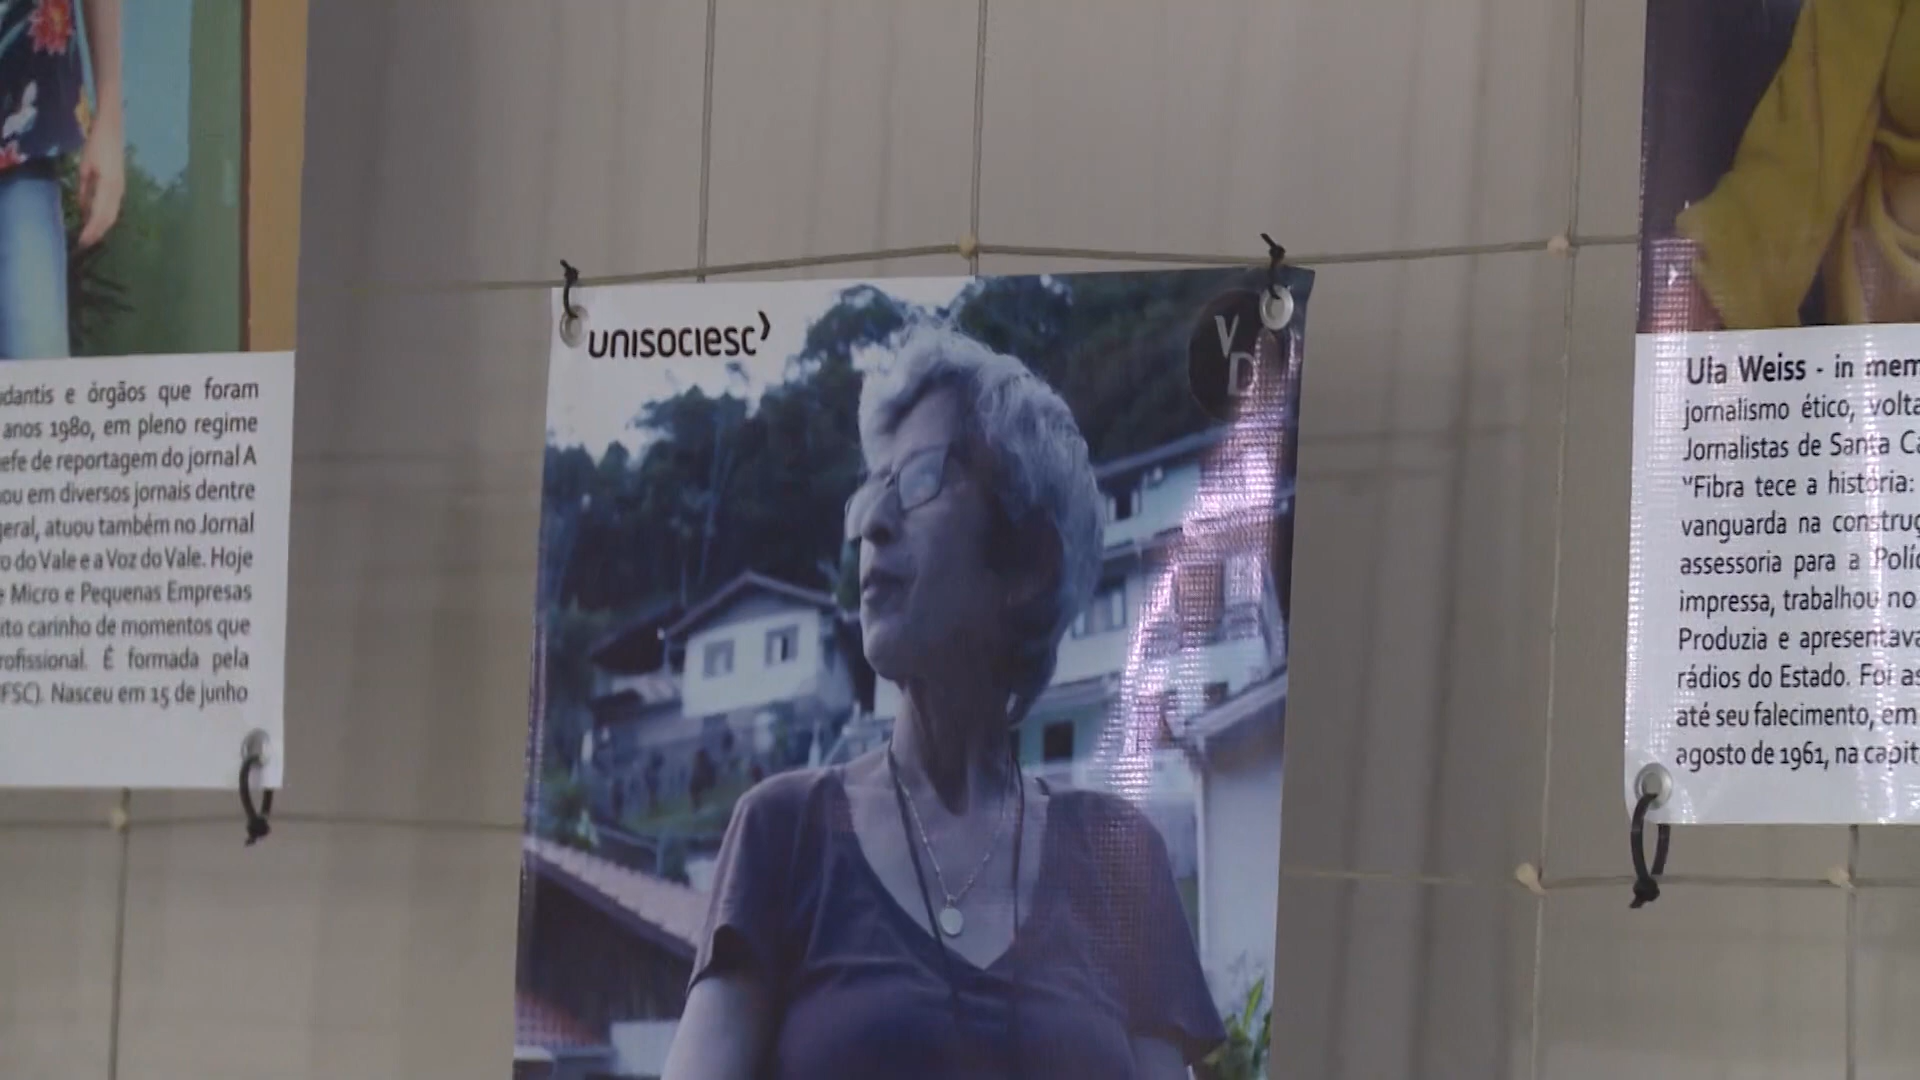 dantis e órgãos que foram
anos 1980, em pleno regime
efe de reportagem do jornal A
ou em diversos jornais dentre
geral, atuou também no Jornal
o do Vale e a Voz do Vale. Hoje
e Micro e Pequenas Empresas
ito carinho de momentos que
rofissional. É formada pela
FSC). Nasceu em 15 de junho
UNISOCIESC
VD
Ula Weiss - in mem
jornalismo ético, volta
Jornalistas de Santa Ca
"Fibra tece a história:
vanguarda na construç
assessoria para a Políc
impressa, trabalhou no
Produzia e apresentava
rádios do Estado. Foi as
até seu falecimento, em
agosto de 1961, na capit